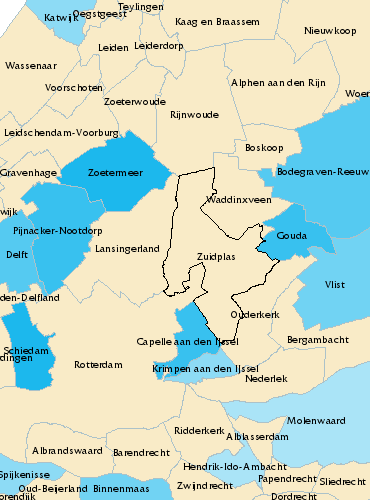 Teylingen
Katwijk
Oegstgeest
Kaag en Braassem
Nieuwkoop
Leiden
Leiderdorp
Wassenaar
Voorschoten
Alphen aan den Rijn
Woer
Zoeterwoude
Rijnwoude
Leidschendam-Voorburg
Boskoop
Gravenhage
Zoetermeer
Bodegraven-Reeuw
Waddinxveen
wijk
Pijnacker-Nootdorp
Gouda
Delft
Lansingerland
Zuidplas
Vlist
den-Delfland
Ouderkerk
Capelle aan den IJssel
Bergambacht
Schiedam
dingen
Rotterdam
Krimpen aan den IJssel
Nederlek
Molenwaard
Ridderkerk
Alblasserdam
Albrandswaard
Barendrecht
Hendrik-Ido-Ambacht
Spijkenisse
Papendrecht
Sliedrecht
Oud-Beijerland
Binnenmaas
Zwijndrecht
orendijk
Dordrecht